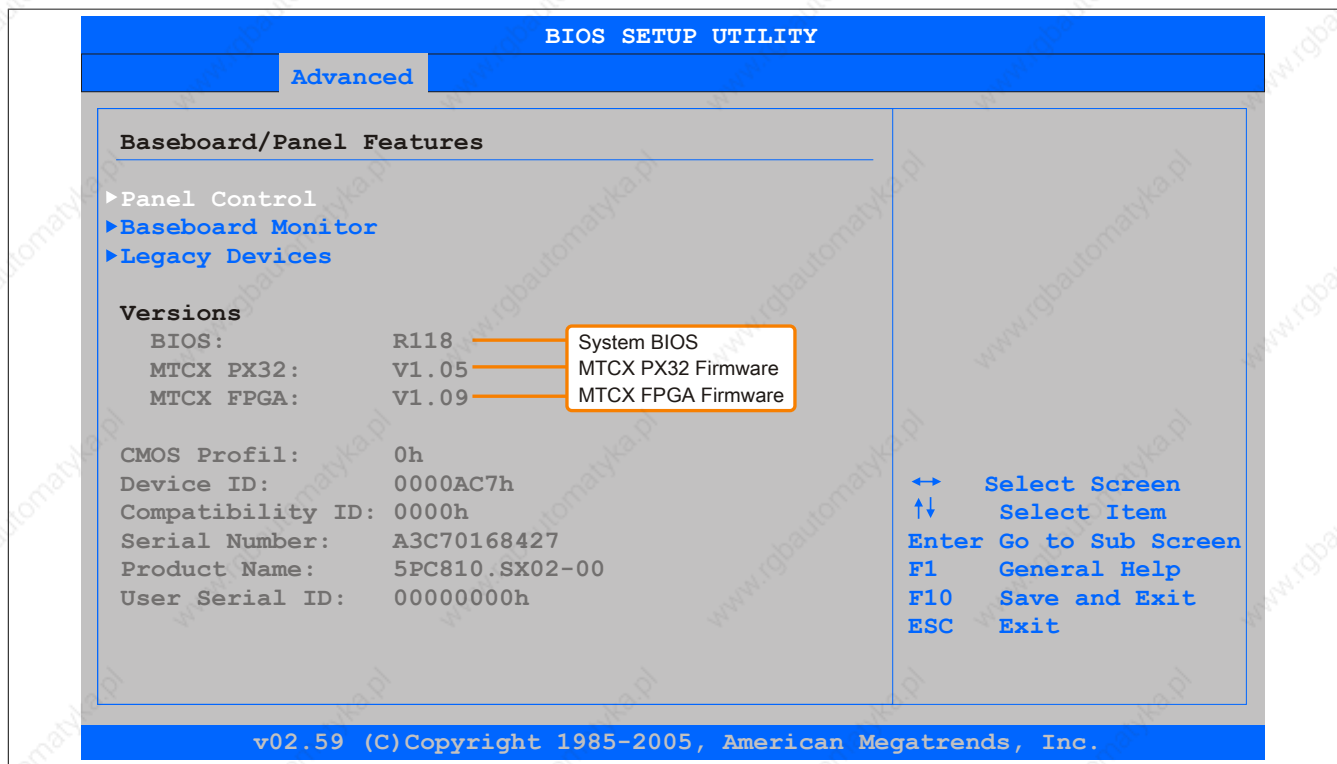 BIOS SETUP UTILITY
Advanced
Baseboard/Panel Features
▶Panel Control
▶Baseboard Monitor
▶Legacy Devices
Versions
BIOS: R118 System BIOS
MTCX PX32: V1.05 MTCX PX32 Firmware
MTCX FPGA: V1.09 MTCX FPGA Firmware
CMOS Profil: 0h
Device ID: 0000AC7h
Compatibility ID: 0000h
Serial Number: A3C70168427
Product Name: 5PC810.SX02-00
User Serial ID: 00000000h
↔ Select Screen
↑↓ Select Item
Enter Go to Sub Screen
F1 General Help
F10 Save and Exit
ESC Exit
v02.59 (C)Copyright 1985-2005, American Megatrends, Inc.
www.rgbautomatyka.pl